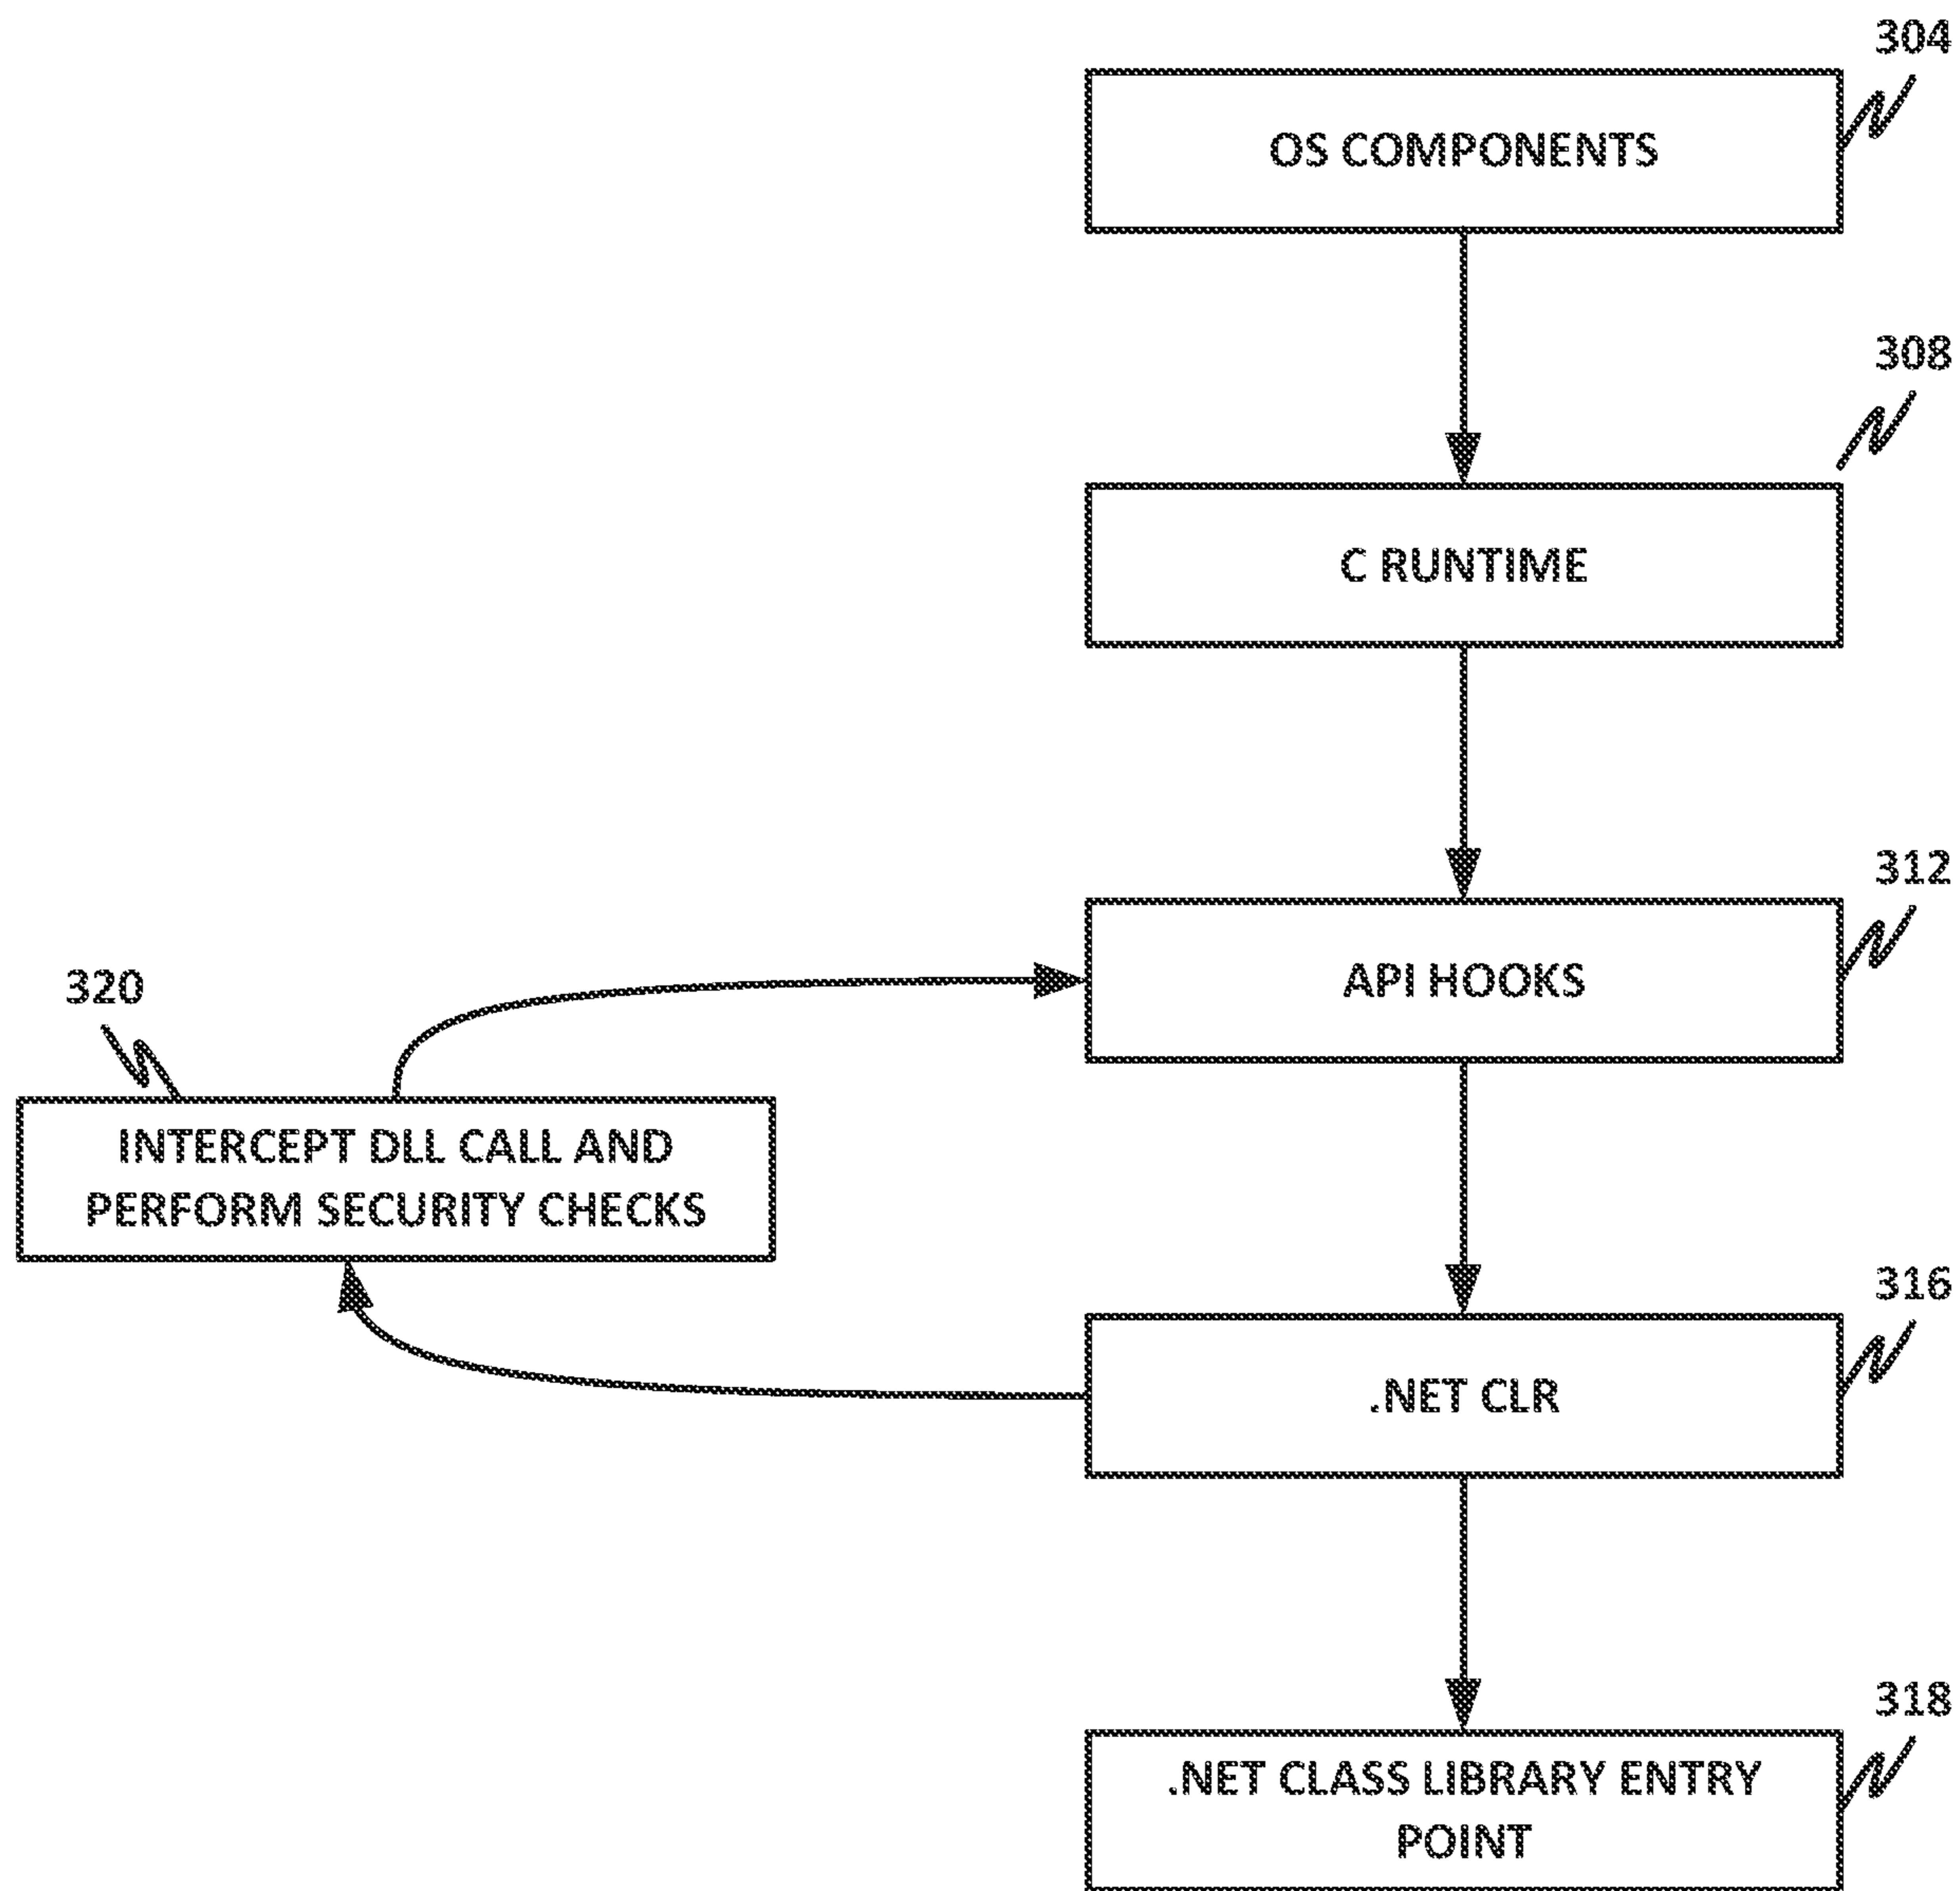 304
OS COMPONENTS
308
C RUNTIME
312
API HOOKS
320
INTERCEPT DLL CALL AND
PERFORM SECURITY CHECKS
316
.NET CLR
318
.NET CLASS LIBRARY ENTRY
POINT